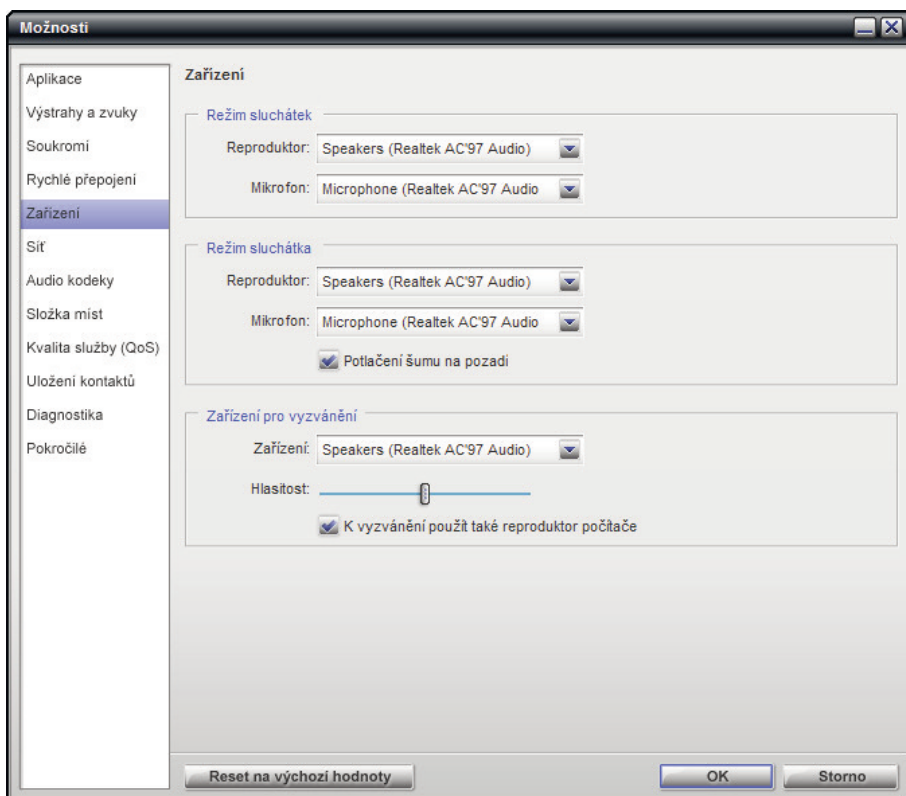 Možnosti
Aplikace
Výstrahy a zvuky
Soukromí
Rychlé přepojení
Zařízení
Síť
Audio kodeky
Složka míst
Kvalita služby (QoS)
Uložení kontaktů
Diagnostika
Pokročilé
Zařízení
Režim sluchátek
Reproduktor: Speakers (Realtek AC'97 Audio)
Mikrofon: Microphone (Realtek AC'97 Audio
Režim sluchátka
Reproduktor: Speakers (Realtek AC'97 Audio)
Mikrofon: Microphone (Realtek AC'97 Audio
Potlačení šumu na pozadi
Zařízení pro vyzvánění
Zařízení: Speakers (Realtek AC'97 Audio)
Hlasitost:
K vyzvánění použít také reproduktor počítače
Reset na výchozí hodnoty OK Storno